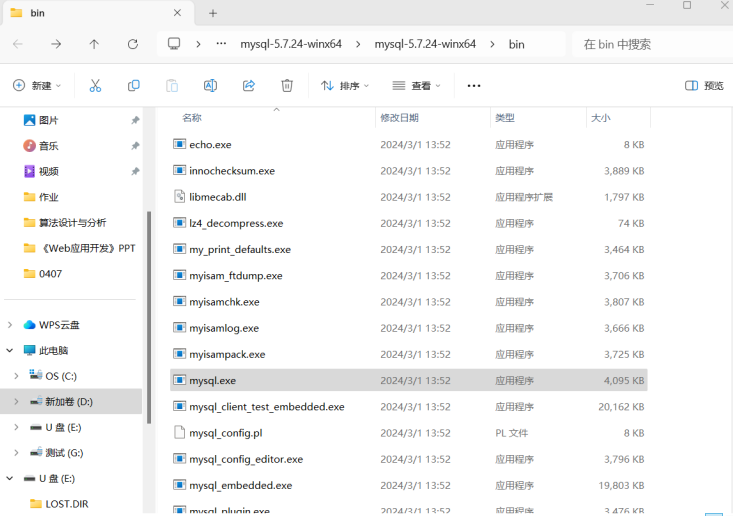 bin
mysql-5.7.24-winx64 mysql-5.7.24-winx64 bin 在 bin 中搜索
新建 排序 查看 预览
名称 修改日期 类型 大小
图片
音乐
视频
作业
算法设计与分析
《Web应用开发》PPT
0407
WPS云盘
此电脑
OS (C:)
新加卷 (D:)
U 盘 (E:)
测试 (G:)
U 盘 (E:)
LOST.DIR
echo.exe 2024/3/1 13:52 应用程序 8 KB
innochecksum.exe 2024/3/1 13:52 应用程序 3,889 KB
libmecab.dll 2024/3/1 13:52 应用程序扩展 1,797 KB
lz4_decompress.exe 2024/3/1 13:52 应用程序 74 KB
my_print_defaults.exe 2024/3/1 13:52 应用程序 3,464 KB
myisam_ftdump.exe 2024/3/1 13:52 应用程序 3,706 KB
myisamchk.exe 2024/3/1 13:52 应用程序 3,807 KB
myisamlog.exe 2024/3/1 13:52 应用程序 3,666 KB
myisampack.exe 2024/3/1 13:52 应用程序 3,725 KB
mysql.exe 2024/3/1 13:52 应用程序 4,095 KB
mysql_client_test_embedded.exe 2024/3/1 13:52 应用程序 20,162 KB
mysql_config.pl 2024/3/1 13:52 PL 文件 8 KB
mysql_config_editor.exe 2024/3/1 13:52 应用程序 3,796 KB
mysql_embedded.exe 2024/3/1 13:52 应用程序 19,803 KB
mysql_plugin.exe 2024/3/1 13:52 应用程序 3,476 KB